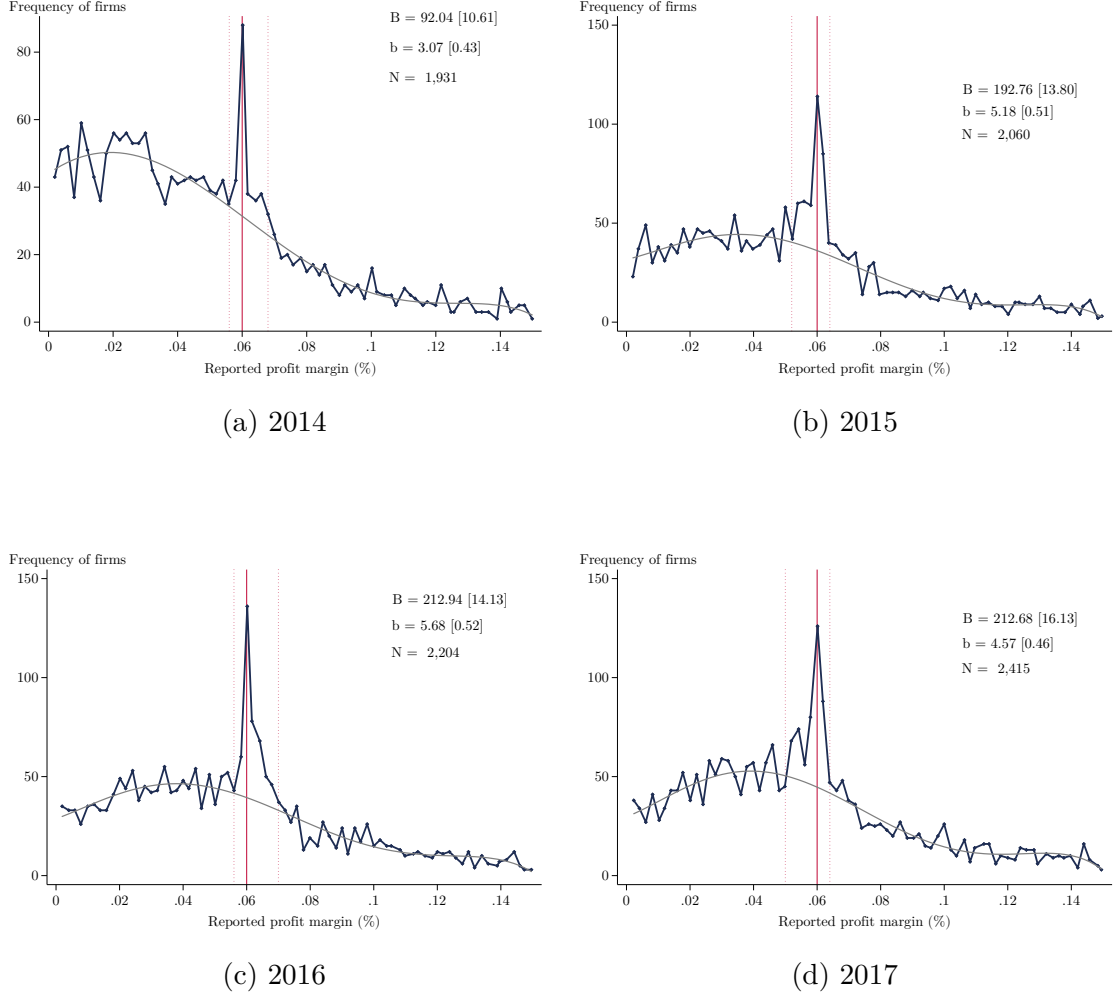 Frequency of firms
B = 92.04 [10.61]
b = 3.07 [0.43]
N = 1,931
80
60
40
20
0
0 .02 .04 .06 .08 .1 .12 .14
Reported profit margin (%)
(a) 2014
Frequency of firms
B = 192.76 [13.80]
b = 5.18 [0.51]
N = 2,060
150
100
50
0
0 .02 .04 .06 .08 .1 .12 .14
Reported profit margin (%)
(b) 2015
Frequency of firms
B = 212.94 [14.13]
b = 5.68 [0.52]
N = 2,204
150
100
50
0
0 .02 .04 .06 .08 .1 .12 .14
Reported profit margin (%)
(c) 2016
Frequency of firms
B = 212.68 [16.13]
b = 4.57 [0.46]
N = 2,415
150
100
50
0
0 .02 .04 .06 .08 .1 .12 .14
Reported profit margin (%)
(d) 2017